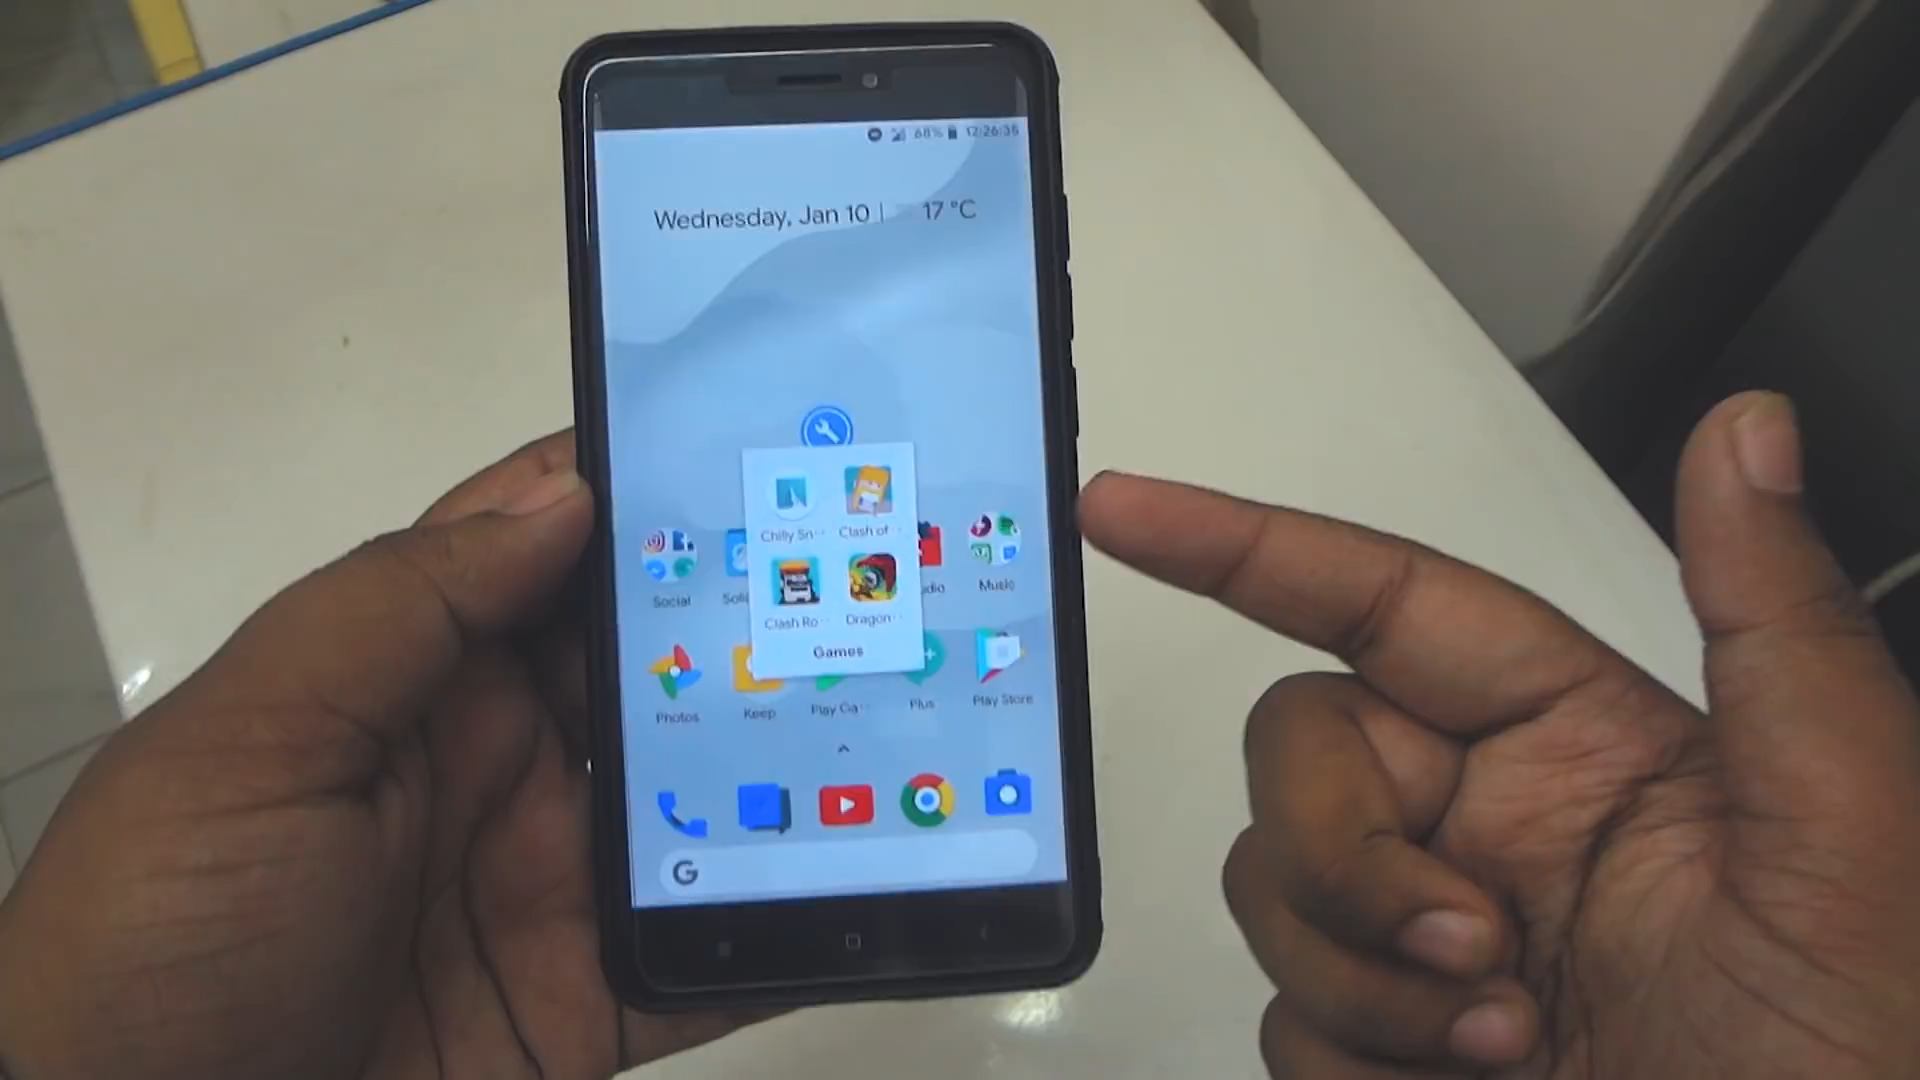 68% 12:26:35
Wednesday, Jan 10 | 17 °C
Chilly Sn··
Clash of··
Social
Music
Clash Ro··
Dragon··
Games
Photos
Keep
Play Ga··
Plus
Play Store
G